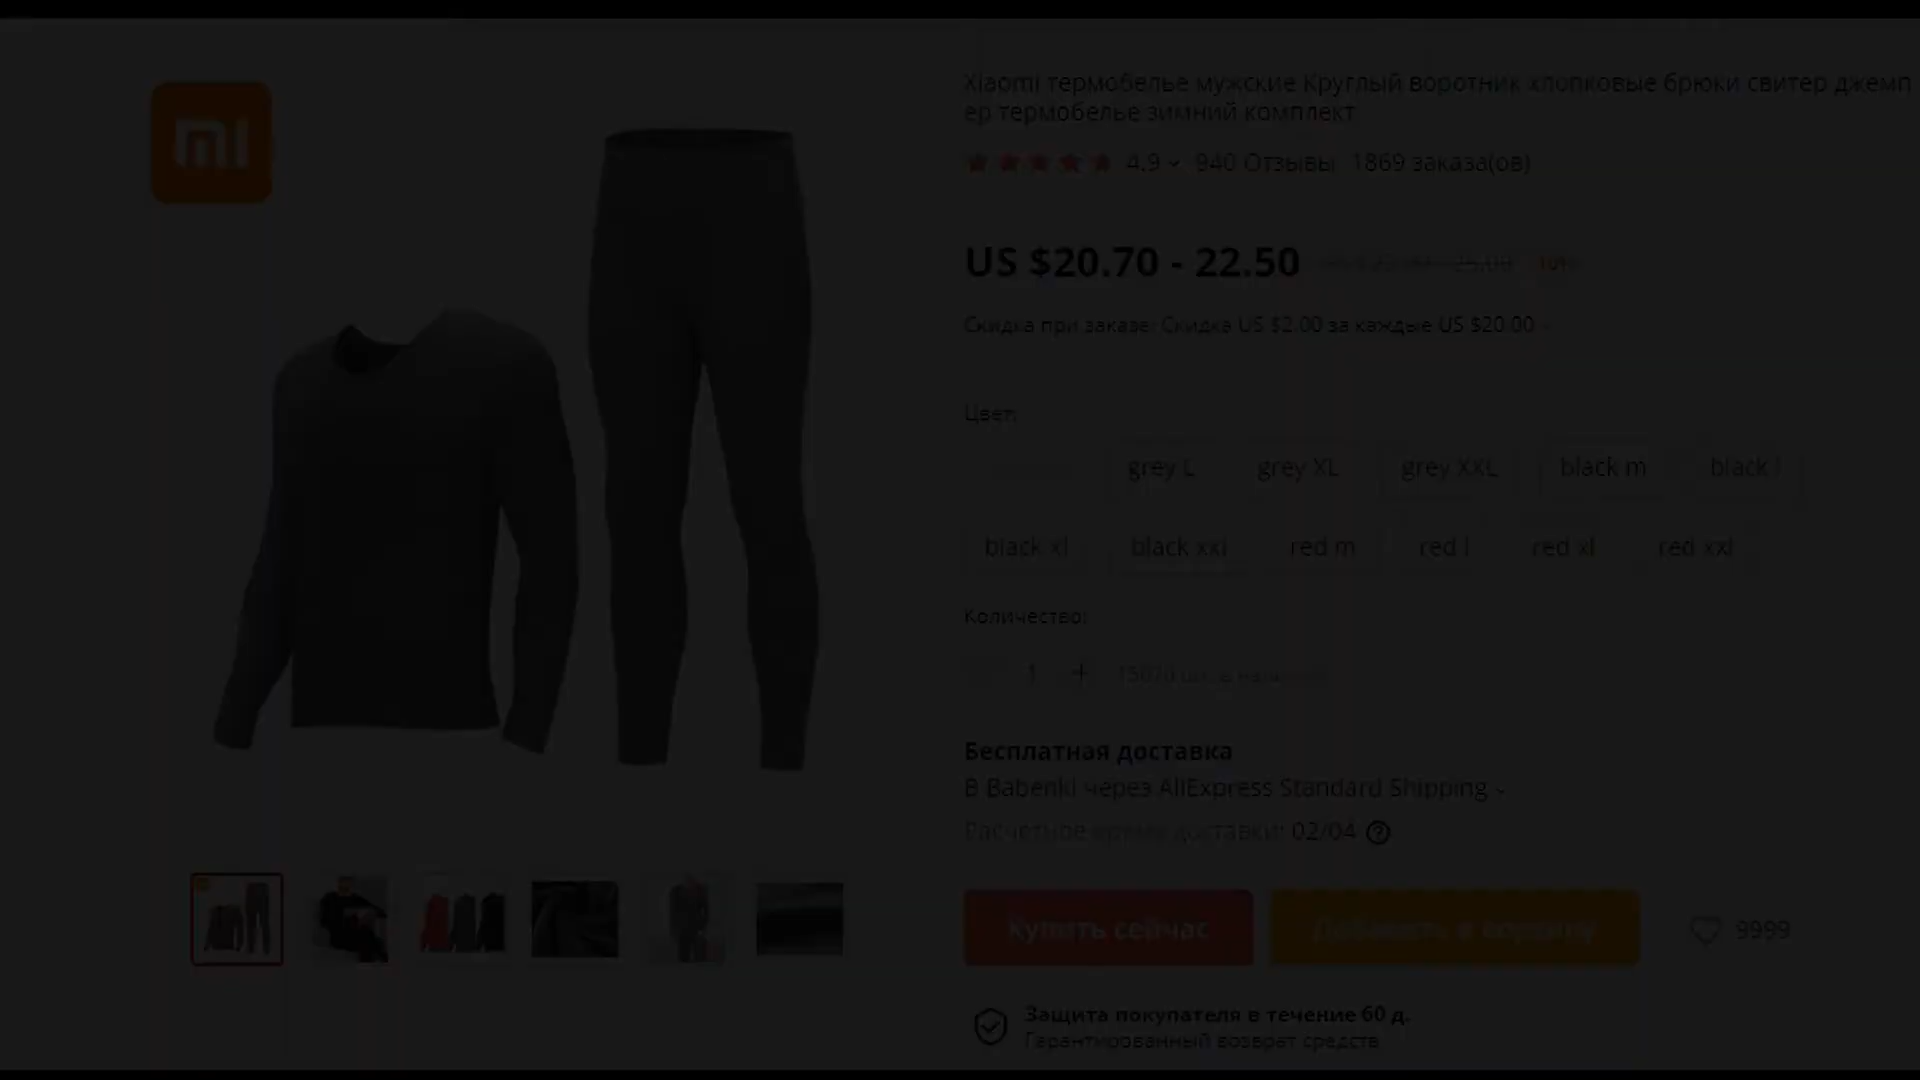 mi
Xiaomi термобелье мужские Круглый воротник хлопковые брюки свитер джемп
ер термобелье зимний комплект
4.9 940 Отзывы 1869 заказа(ов)
US $20.70 - 22.50
Скидка при заказе: Скидка US $2.00 за каждые US $20.00
Цвет:
grey L grey XL grey XXL black m black l
black xl black xxl red m red l red xl red xxl
Количество:
1 +
Бесплатная доставка
В Babenki через AliExpress Standard Shipping
Расчетное время доставки: 02/04 ?
Купить сейчас Добавить в корзину 9999
Защита покупателя в течение 60 д.
Гарантированный возврат средств